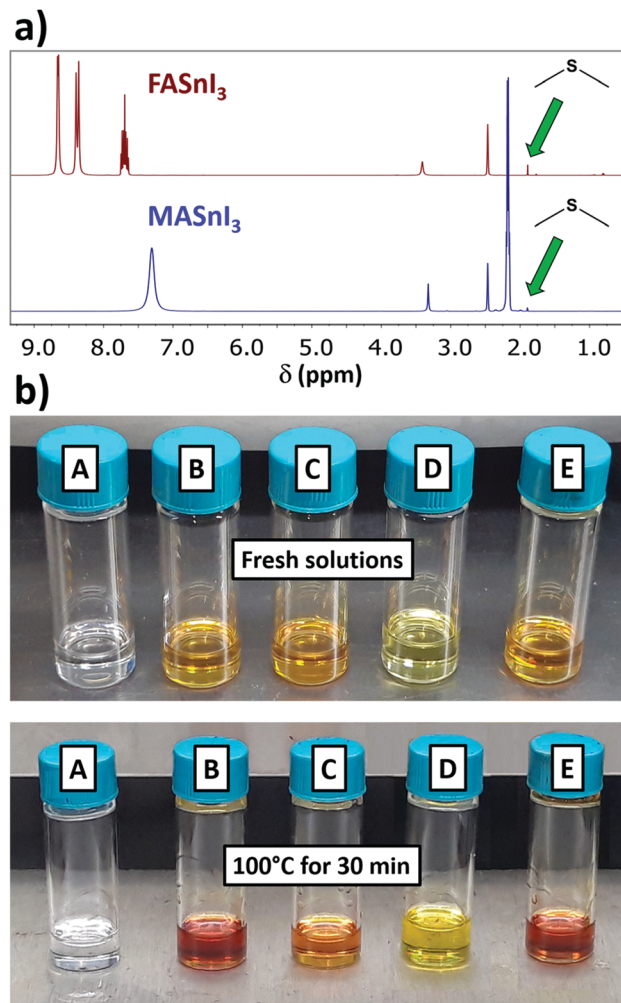 a)
FASnI₃
S
MASnI₃
S
9.0 8.0 7.0 6.0 5.0 4.0 3.0 2.0 1.0
δ (ppm)
b)
A B C D E
Fresh solutions
A B C D E
100°C for 30 min